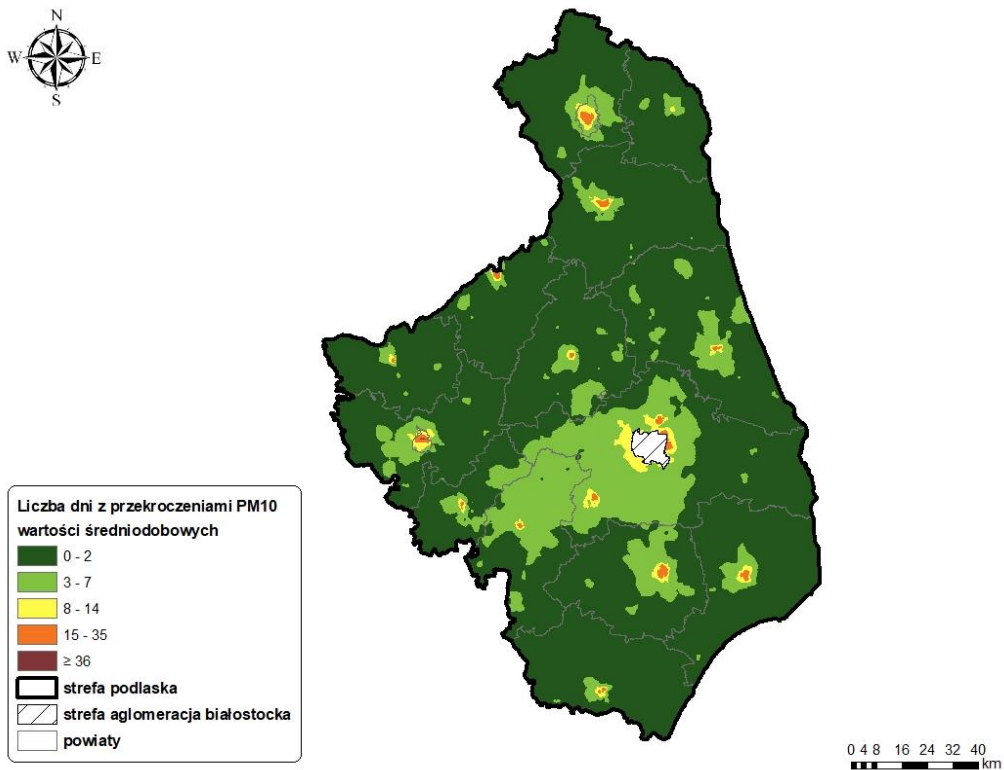 N
W E
S
Liczba dni z przekroczeniami PM10
wartości średniodobowych
0 - 2
3 - 7
8 - 14
15 - 35
≥ 36
strefa podlaska
strefa aglomeracja białostocka
powiaty
0 4 8 16 24 32 40
km